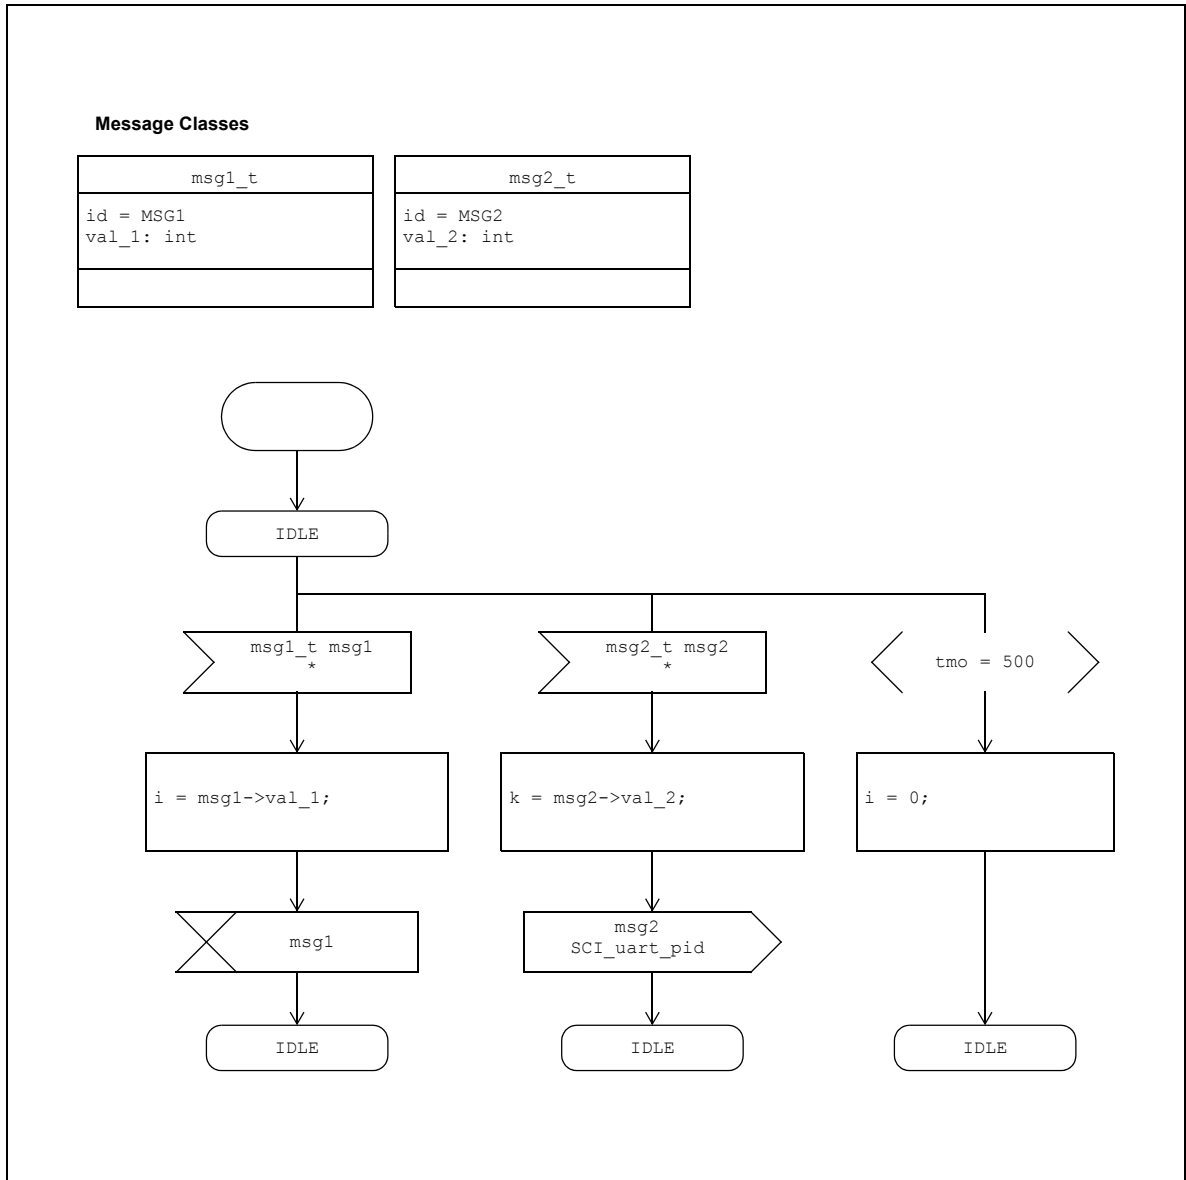 Message Classes
msg1_t
id = MSG1
val_1: int
msg2_t
id = MSG2
val_2: int
IDLE
msg1_t msg1
*
msg2_t msg2
*
tmo = 500
i = msg1->val_1;
k = msg2->val_2;
i = 0;
msg1
msg2
SCI_uart_pid
IDLE
IDLE
IDLE